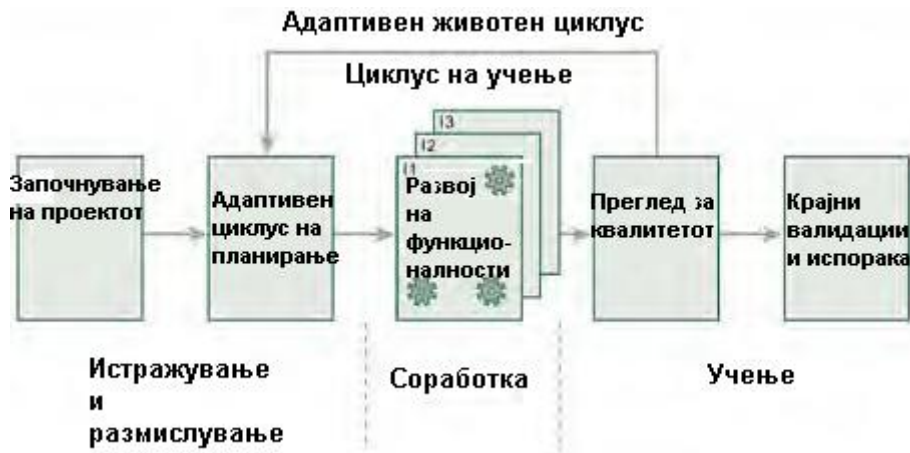 Адаптивен животен циклус
Циклус на учење
I3
I2
I1
Започнување
на проектот
Адаптивен
циклус на
планирање
Развој
на
функцио-
налности
Преглед за
квалитетот
Крајни
валидации
и испорака
Истражување
и
размислување
Соработка
Учење